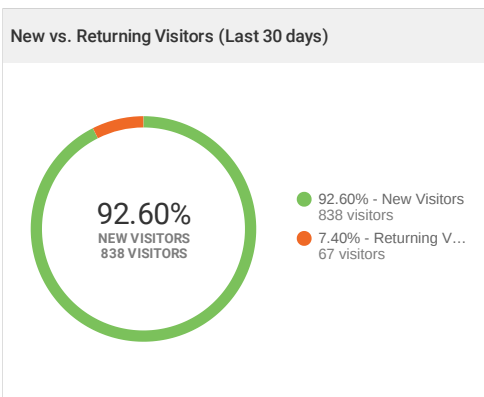 New vs. Returning Visitors (Last 30 days)
92.60%
NEW VISITORS
838 VISITORS
92.60% - New Visitors
838 visitors
7.40% - Returning V...
67 visitors